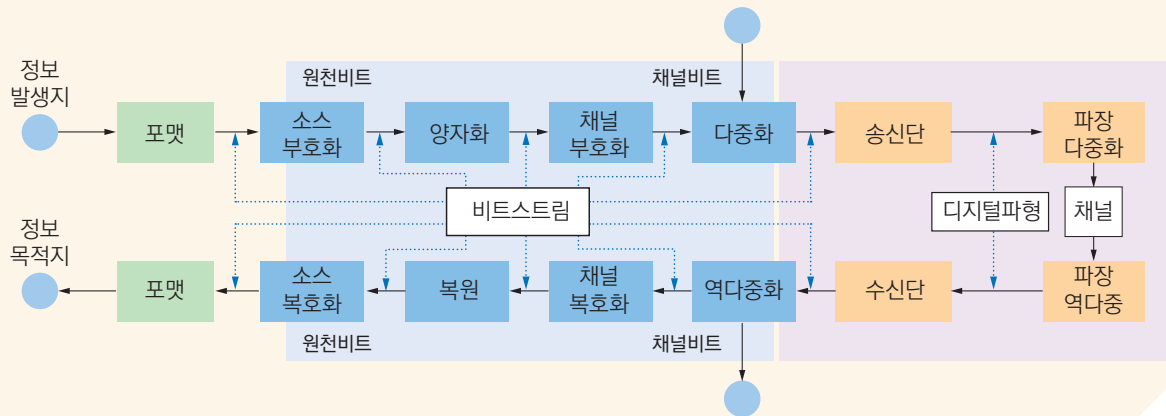 원천비트
채널비트
정보
발생지
포맷
소스
부호화
양자화
채널
부호화
다중화
송신단
파장
다중화
비트스트림
디지털파형
채널
정보
목적지
포맷
소스
복호화
복원
채널
복호화
역다중화
수신단
파장
역다중
원천비트
채널비트